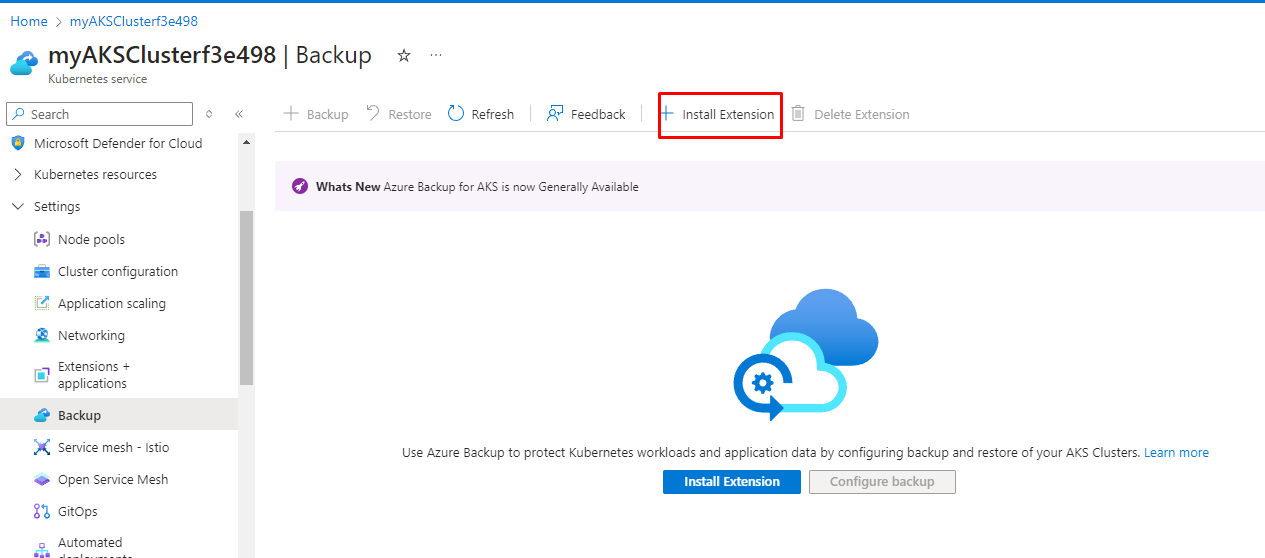 Home > myAKSClusterf3e498
myAKSClusterf3e498 | Backup
Kubernetes service
Search
Backup Restore Refresh Feedback Install Extension Delete Extension
Microsoft Defender for Cloud
Kubernetes resources
Settings
Node pools
Cluster configuration
Application scaling
Networking
Extensions +
applications
Backup
Service mesh - Istio
Open Service Mesh
GitOps
Automated
deployments
Whats New Azure Backup for AKS is now Generally Available
Use Azure Backup to protect Kubernetes workloads and application data by configuring backup and restore of your AKS Clusters. Learn more
Install Extension Configure backup